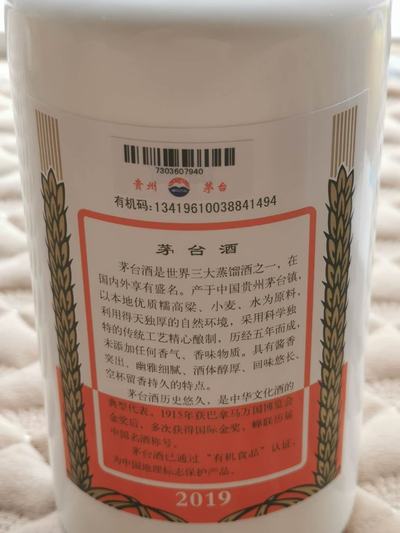 7303607940
贵州 茅台
有机码:13419610038841494
茅台酒
茅台酒是世界三大蒸馏酒之一，在
国内外享有盛名。产于中国贵州茅台镇，
以本地优质糯高粱、小麦、水为原料，
利用得天独厚的自然环境，采用科学独
特的传统工艺精心酿制，历经五年而成，
未添加任何香气、香味物质。具有酱香
突出、幽雅细腻、酒体醇厚、回味悠长、
空杯留香持久的特点。
茅台酒历史悠久，是中华文化酒的
典型代表。1915年获巴拿马万国博览会
金奖后，多次获得国际金奖，蝉联历届
中国名酒称号。
茅台酒已通过"有机食品"认证，
为中国地理标志保护产品。
2019